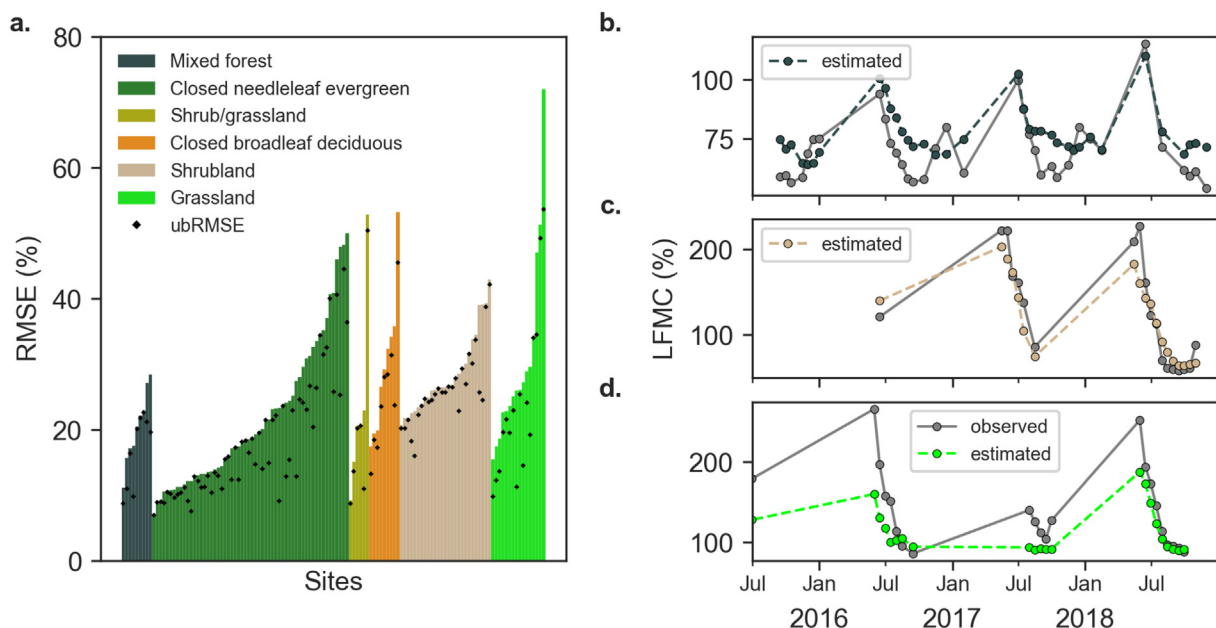 a.
80
60
40
20
0
RMSE (%)
Mixed forest
Closed needleleaf evergreen
Shrub/grassland
Closed broadleaf deciduous
Shrubland
Grassland
ubRMSE
Sites
b.
100
75
estimated
c.
200
100
estimated
LFMC (%)
d.
200
100
observed
estimated
Jul Jan Jul Jan Jul Jan Jul
2016 2017 2018